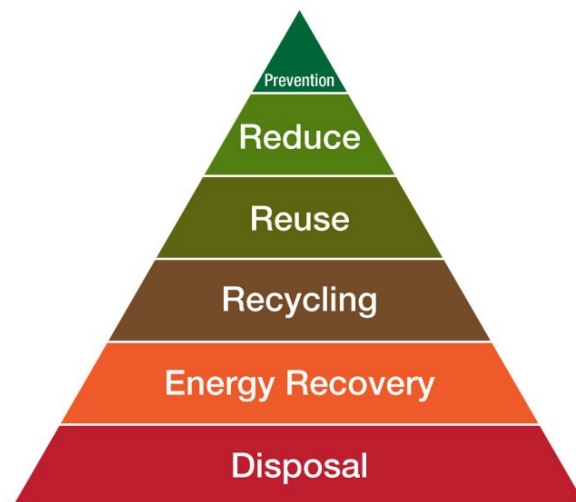 Prevention
Reduce
Reuse
Recycling
Energy Recovery
Disposal